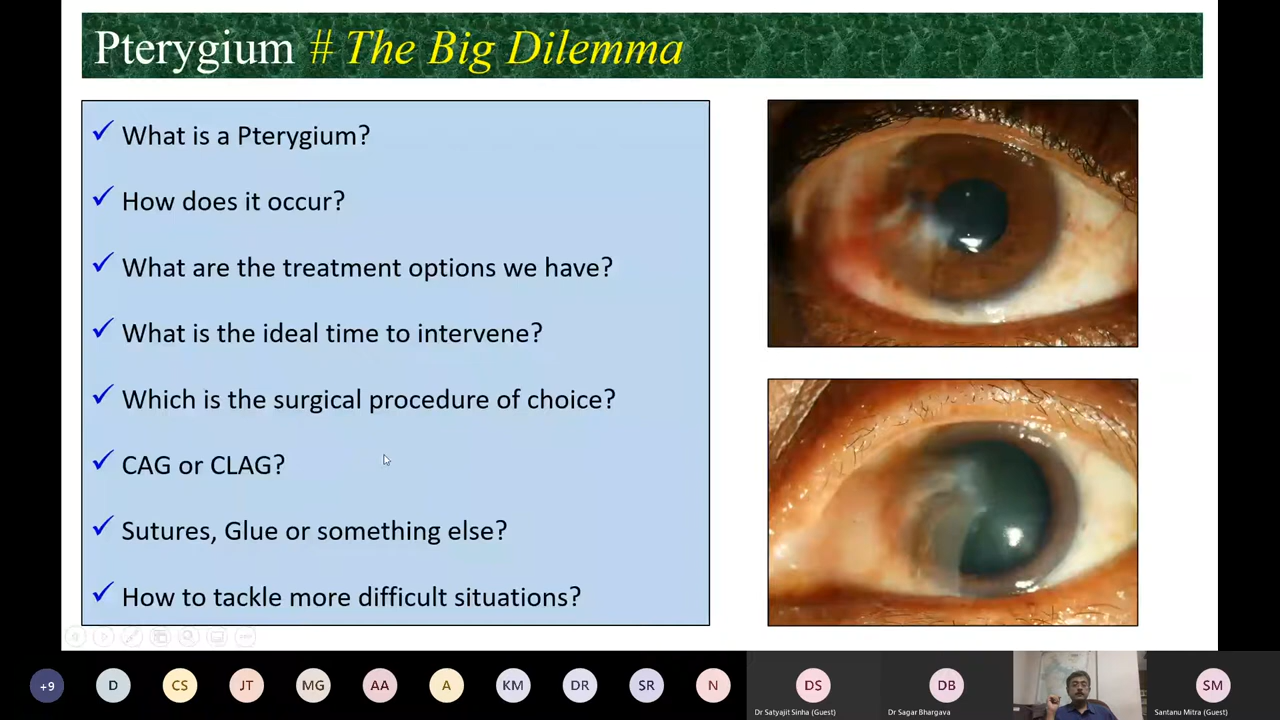 Pterygium # The Big Dilemma
✓ What is a Pterygium?
✓ How does it occur?
✓ What are the treatment options we have?
✓ What is the ideal time to intervene?
✓ Which is the surgical procedure of choice?
✓ CAG or CLAG?
✓ Sutures, Glue or something else?
✓ How to tackle more difficult situations?
+9 D CS JT MG AA A KM DR SR N DS DB SM
Dr Satyajit Sinha (Guest) Dr Sagar Bhargava Santanu Mitra (Guest)